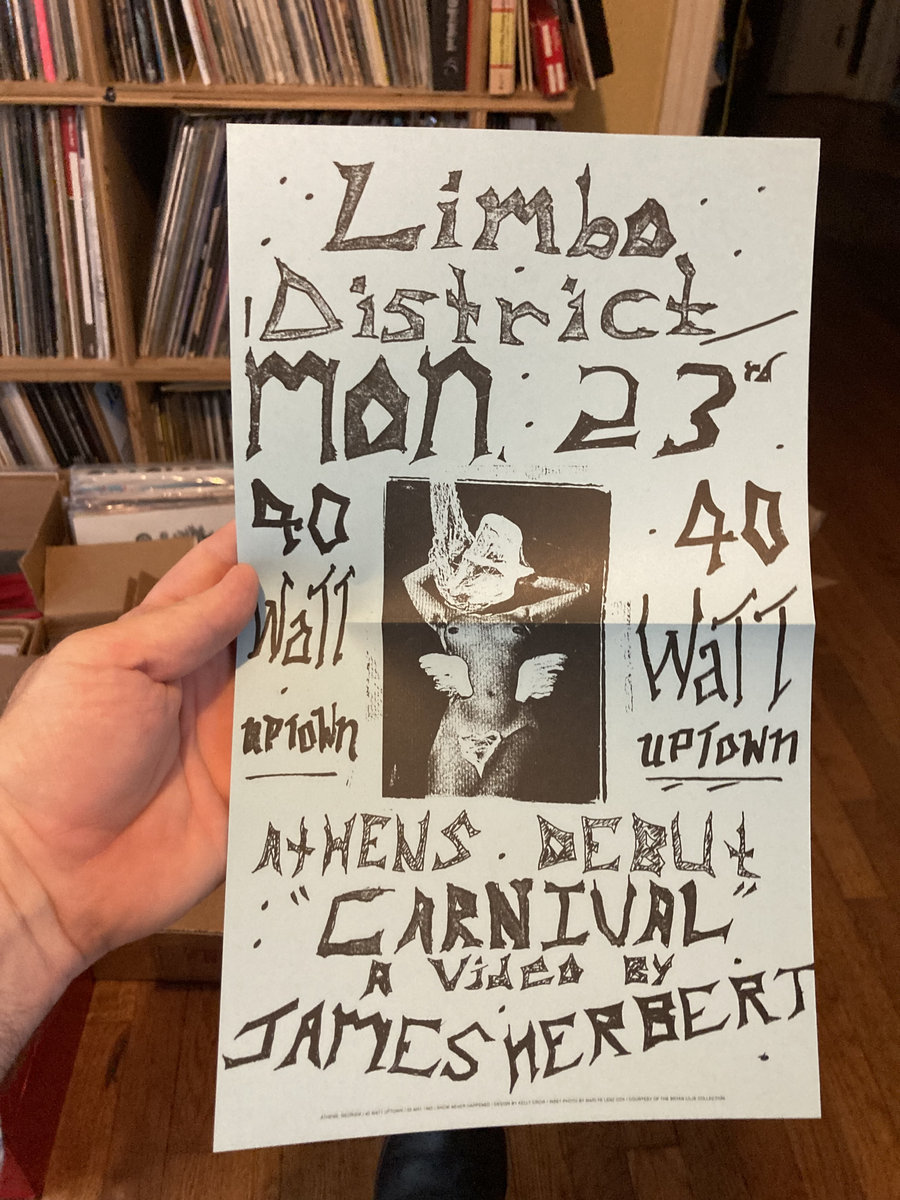 Limbo
District
MON. 23rd
40
WaTT
UPTOWN
40
WaTT
UPTOWN
AtHENS. DEBUt
"CARNIVAL"
A VidEO BY
JAMES HERBERT